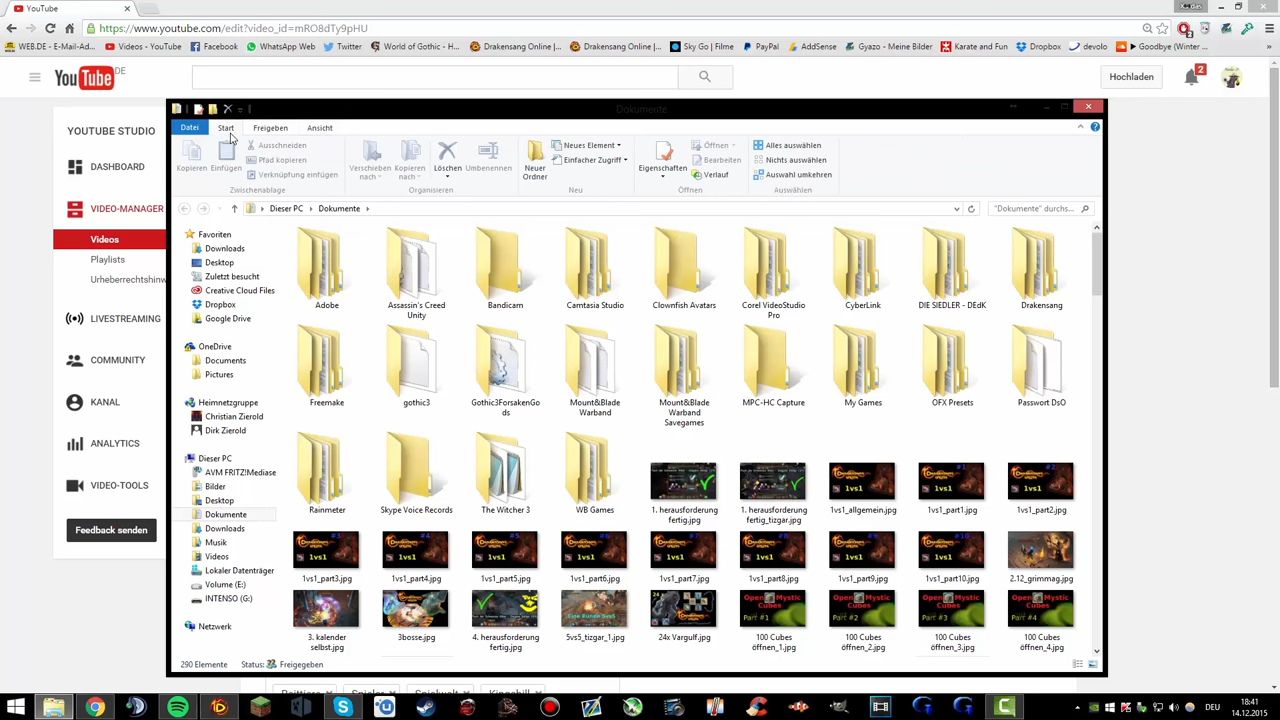 YouTube
https://www.youtube.com/edit?video_id=mRO8dTy9pHU
WEB.DE - E-Mail-Ad...
Videos - YouTube
Facebook
WhatsApp Web
Twitter
World of Gothic - ...
Drakensang Online |...
Drakensang Online |...
Sky Go | Filme
PayPal
AddSense
Gyazo - Meine Bilder
Karate and Fun
Dropbox
devolo
Goodbye (Winter ...
YouTube DE
Hochladen
2
Dokumente
Datei
Start
Freigeben
Ansicht
Kopieren
Einfügen
Ausschneiden
Pfad kopieren
Verknüpfung einfügen
Zwischenablage
Verschieben nach
Kopieren nach
Löschen
Umbenennen
Organisieren
Neuer Ordner
Neues Element
Einfacher Zugriff
Neu
Eigenschaften
Öffnen
Bearbeiten
Verlauf
Öffnen
Alles auswählen
Nichts auswählen
Auswahl umkehren
Auswählen
Dieser PC
Dokumente
"Dokumente" durchs...
YOUTUBE STUDIO
DASHBOARD
VIDEO-MANAGER
Videos
Playlists
Urheberrechtshinw
LIVESTREAMING
COMMUNITY
KANAL
ANALYTICS
VIDEO-TOOLS
Feedback senden
Favoriten
Downloads
Desktop
Zuletzt besucht
Creative Cloud Files
Dropbox
Google Drive
OneDrive
Documents
Pictures
Heimnetzgruppe
Christian Zierold
Dirk Zierold
Dieser PC
AVM FRITZ!Mediase
Bilder
Desktop
Dokumente
Downloads
Musik
Videos
Lokaler Datenträger
Volume (E:)
INTENSO (G:)
Netzwerk
Adobe
Assassin's Creed
Unity
Bandicam
Camtasia Studio
Clownfish Avatars
Corel VideoStudio
Pro
CyberLink
DIE SIEDLER - DEdK
Drakensang
Freemake
gothic3
Gothic3ForsakenGo
ds
Mount&Blade
Warband
Mount&Blade
Warband
Savegames
MPC-HC Capture
My Games
OFX Presets
Passwort DsO
Rainmeter
Skype Voice Records
The Witcher 3
WB Games
1. herausforderung
fertig.jpg
1. herausforderung
fertig_tizgar.jpg
1vs1_allgemein.jpg
1vs1_part1.jpg
1vs1_part2.jpg
1vs1_part3.jpg
1vs1_part4.jpg
1vs1_part5.jpg
1vs1_part6.jpg
1vs1_part7.jpg
1vs1_part8.jpg
1vs1_part9.jpg
1vs1_part10.jpg
2.12_grimmag.jpg
3. kalender
selbst.jpg
3bosse.jpg
4. herausforderung
fertig.jpg
5vs5_tizgar_1.jpg
24x Vargulf.jpg
100 Cubes
öffnen_1.jpg
100 Cubes
öffnen_2.jpg
100 Cubes
öffnen_3.jpg
100 Cubes
öffnen_4.jpg
290 Elemente
Status: Freigegeben
DEU
18:41
14.12.2015